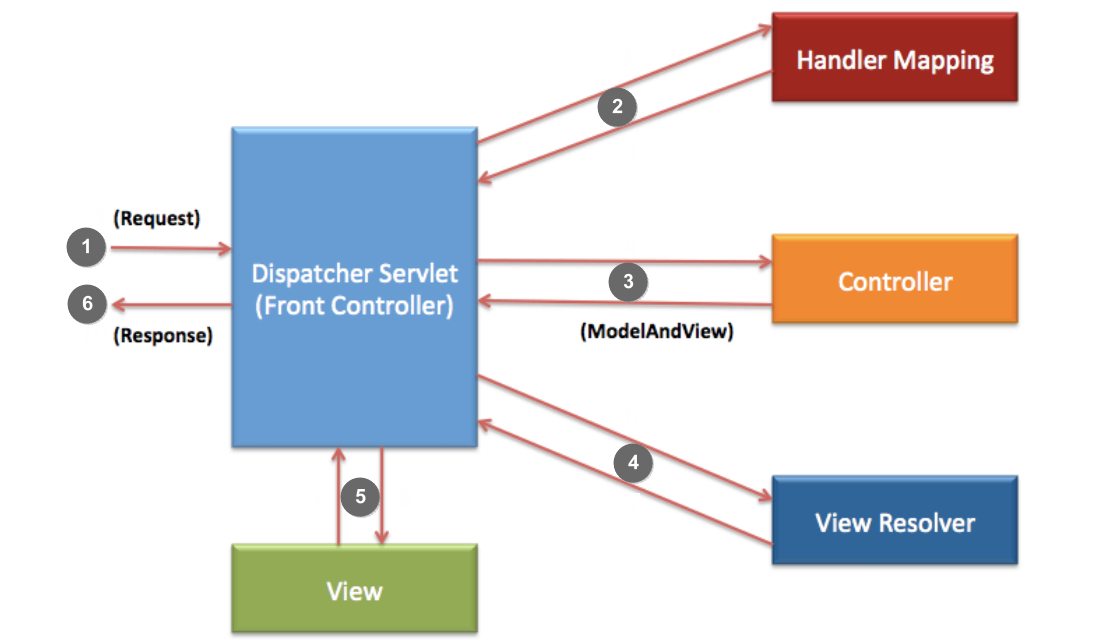 Handler Mapping
2
(Request)
1
Dispatcher Servlet
(Front Controller)
3
Controller
6
(Response)
(ModelAndView)
4
5
View Resolver
View